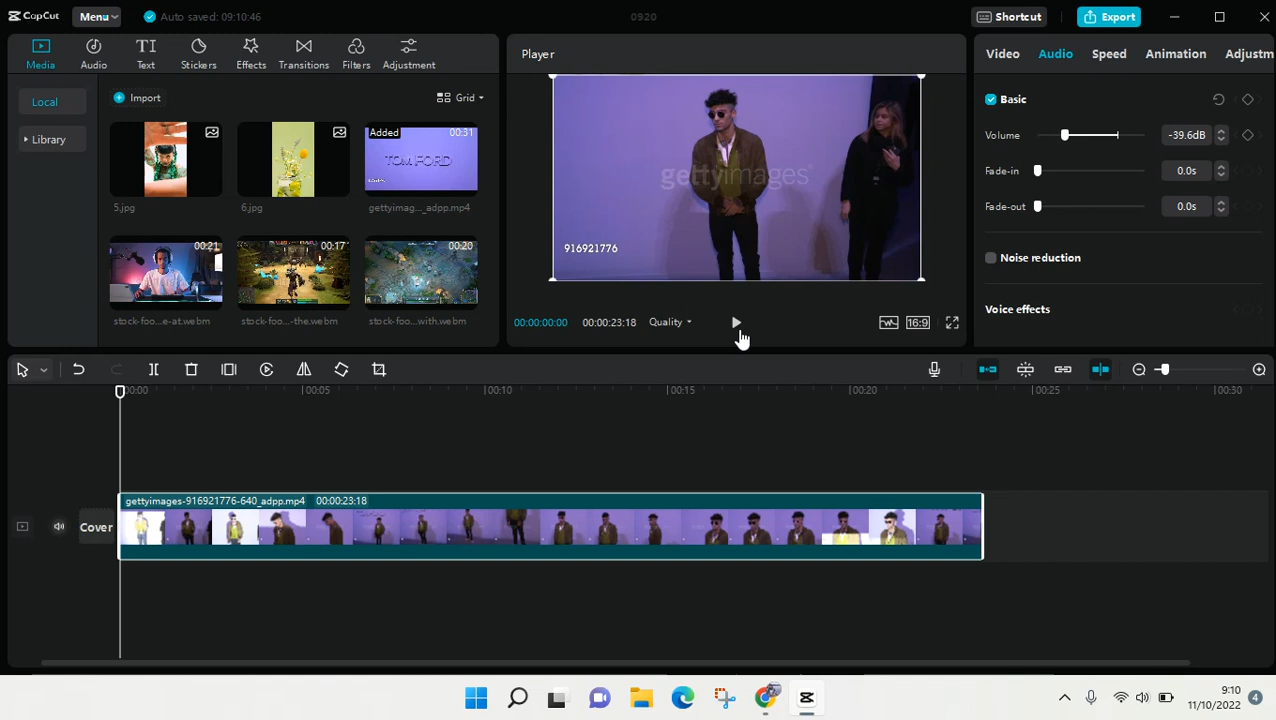 CapCut Menu Auto saved: 09:10:46 0920 Shortcut Export
Media Audio Text Stickers Effects Transitions Filters Adjustment
Player
Video Audio Speed Animation Adjustm
Local
Library
Import
Grid
Added 00:31
TOM FORD
5.jpg 6.jpg gettyimag..._adpp.mp4
00:21 00:17 00:20
stock-foo...e-at.webm stock-foo...-the.webm stock-foo...with.webm
gettyimages
916921776
00:00:00:00 00:00:23:18 Quality 16:9
Basic
Volume -39.6dB
Fade-in 0.0s
Fade-out 0.0s
Noise reduction
Voice effects
00:00 00:05 00:10 00:15 00:20 00:25 00:30
gettyimages-916921776-640_adpp.mp4 00:00:23:18
Cover
9:10
11/10/2022
4